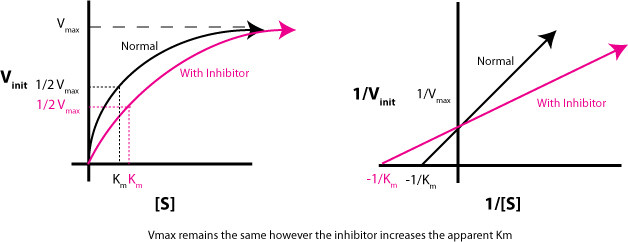 Vmax
Normal
With Inhibitor
Vinit
1/2 Vmax
1/2 Vmax
Km Km
[S]
Normal
1/Vinit
1/Vmax
With Inhibitor
-1/Km -1/Km
1/[S]
Vmax remains the same however the inhibitor increases the apparent Km